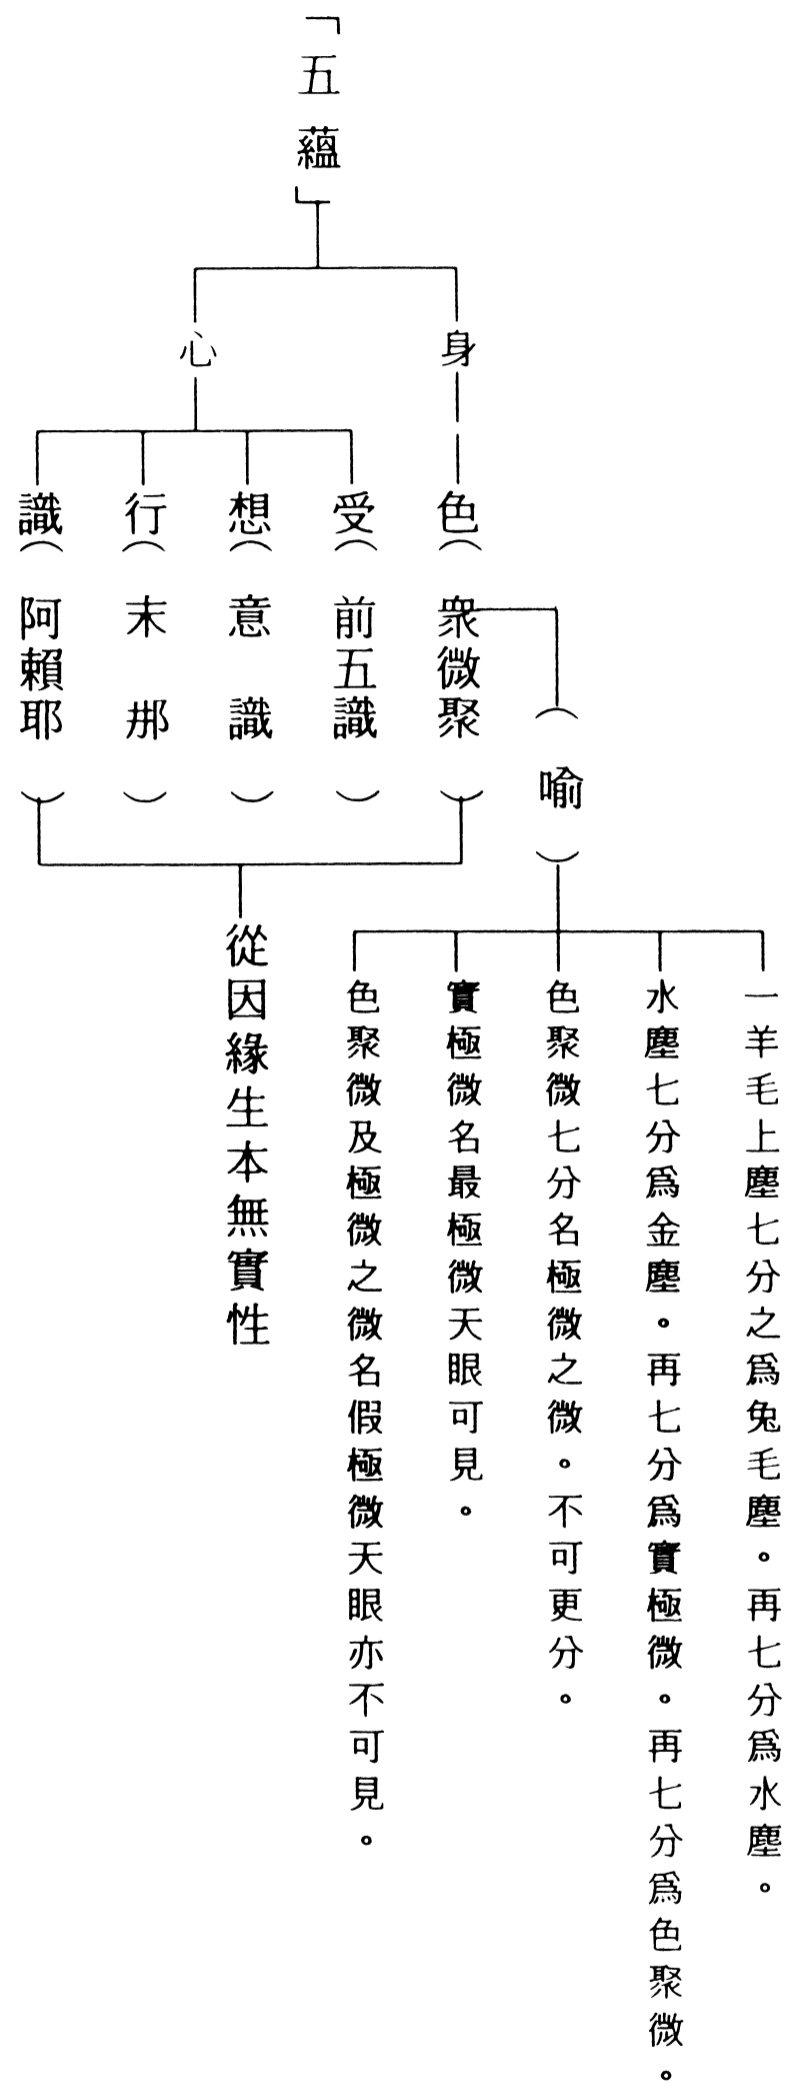 「五蘊」
身
心
色（衆微聚）
受（前五識）
想（意識）
行（末那）
識（阿賴耶）
（喻）
一羊毛上塵七分之爲兔毛塵。再七分爲水塵。
水塵七分爲金塵。再七分爲實極微。再七分爲色聚微。
色聚微七分名極微之微。不可更分。
實極微名最極微天眼可見。
色聚微及極微之微名假極微天眼亦不可見。
從因緣生本無實性